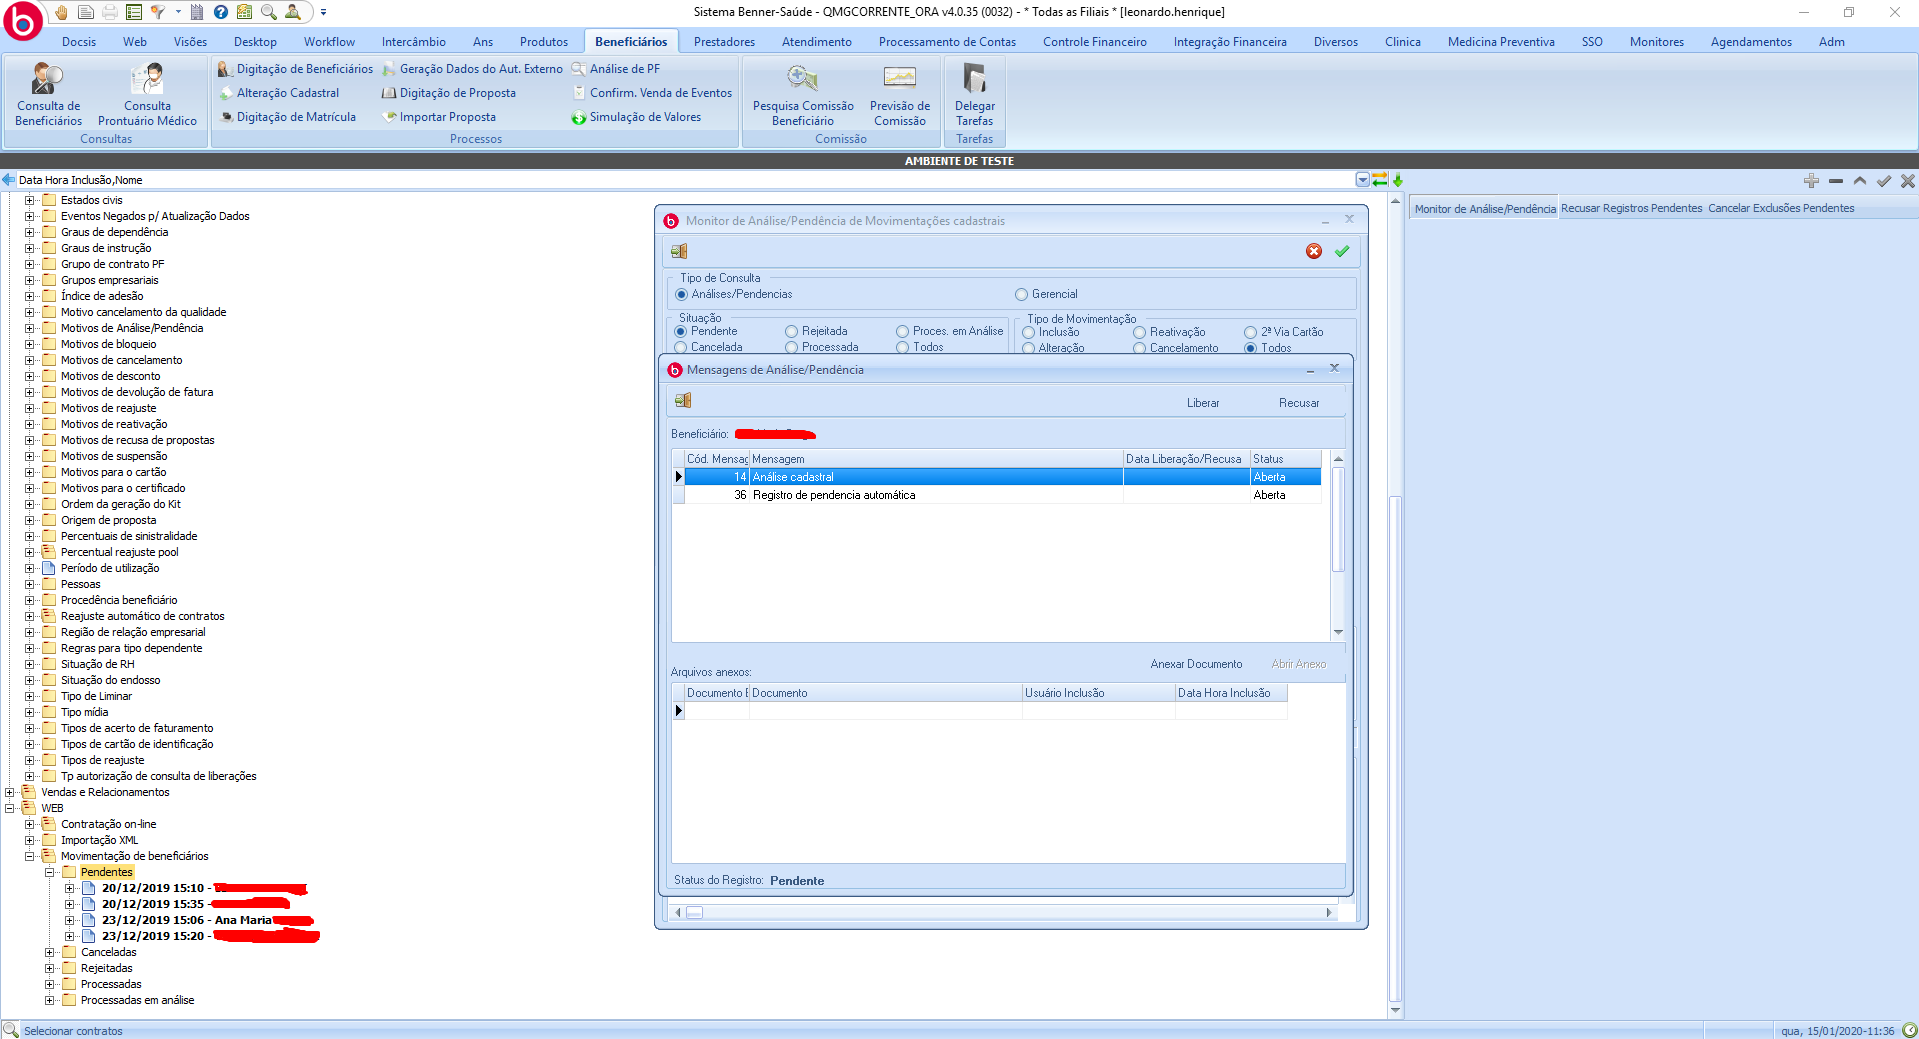 Sistema Benner-Saúde - QMGCORRENTE_ORA v4.0.35 (0032) - * Todas as Filiais * [leonardo.henrique]
Docsis Web Visões Desktop Workflow Intercâmbio Ans Produtos Beneficiários Prestadores Atendimento Processamento de Contas Controle Financeiro Integração Financeira Diversos Clinica Medicina Preventiva SSO Monitores Agendamentos Adm
Consulta de Beneficiários
Consulta Prontuário Médico
Consultas
Digitação de Beneficiários
Alteração Cadastral
Digitação de Matrícula
Geração Dados do Aut. Externo
Digitação de Proposta
Importar Proposta
Análise de PF
Confirm. Venda de Eventos
Simulação de Valores
Processos
Pesquisa Comissão Beneficiário
Previsão de Comissão
Comissão
Delegar Tarefas
Tarefas
AMBIENTE DE TESTE
Data Hora Inclusão,Nome
Estados civis
Eventos Negados p/ Atualização Dados
Graus de dependência
Graus de instrução
Grupo de contrato PF
Grupos empresariais
Índice de adesão
Motivo cancelamento da qualidade
Motivos de Análise/Pendência
Motivos de bloqueio
Motivos de cancelamento
Motivos de desconto
Motivos de devolução de fatura
Motivos de reajuste
Motivos de reativação
Motivos de recusa de propostas
Motivos de suspensão
Motivos para o cartão
Motivos para o certificado
Ordem da geração do Kit
Origem de proposta
Percentuais de sinistralidade
Percentual reajuste pool
Período de utilização
Pessoas
Procedência beneficiário
Reajuste automático de contratos
Região de relação empresarial
Regras para tipo dependente
Situação de RH
Situação do endosso
Tipo de Liminar
Tipo mídia
Tipos de acerto de faturamento
Tipos de cartão de identificação
Tipos de reajuste
Tp autorização de consulta de liberações
Vendas e Relacionamentos
WEB
Contratação on-line
Importação XML
Movimentação de beneficiários
Pendentes
20/12/2019 15:10 -
20/12/2019 15:35 -
23/12/2019 15:06 - Ana Maria
23/12/2019 15:20 -
Canceladas
Rejeitadas
Processadas
Processadas em análise
Monitor de Análise/Pendência de Movimentações cadastrais
Tipo de Consulta
Análises/Pendencias Gerencial
Situação
Pendente Rejeitada Proces. em Análise
Cancelada Processada Todos
Tipo de Movimentação
Inclusão Reativação 2ª Via Cartão
Alteração Cancelamento Todos
Mensagens de Análise/Pendência
Liberar Recusar
Beneficiário:
Cód. Mensag Mensagem Data Liberação/Recusa Status
14 Análise cadastral Aberta
36 Registro de pendencia automática Aberta
Anexar Documento Abrir Anexo
Arquivos anexos:
Documento E Documento Usuário Inclusão Data Hora Inclusão
Status do Registro: Pendente
Monitor de Análise/Pendência Recusar Registros Pendentes Cancelar Exclusões Pendentes
Selecionar contratos
qua, 15/01/2020-11:36